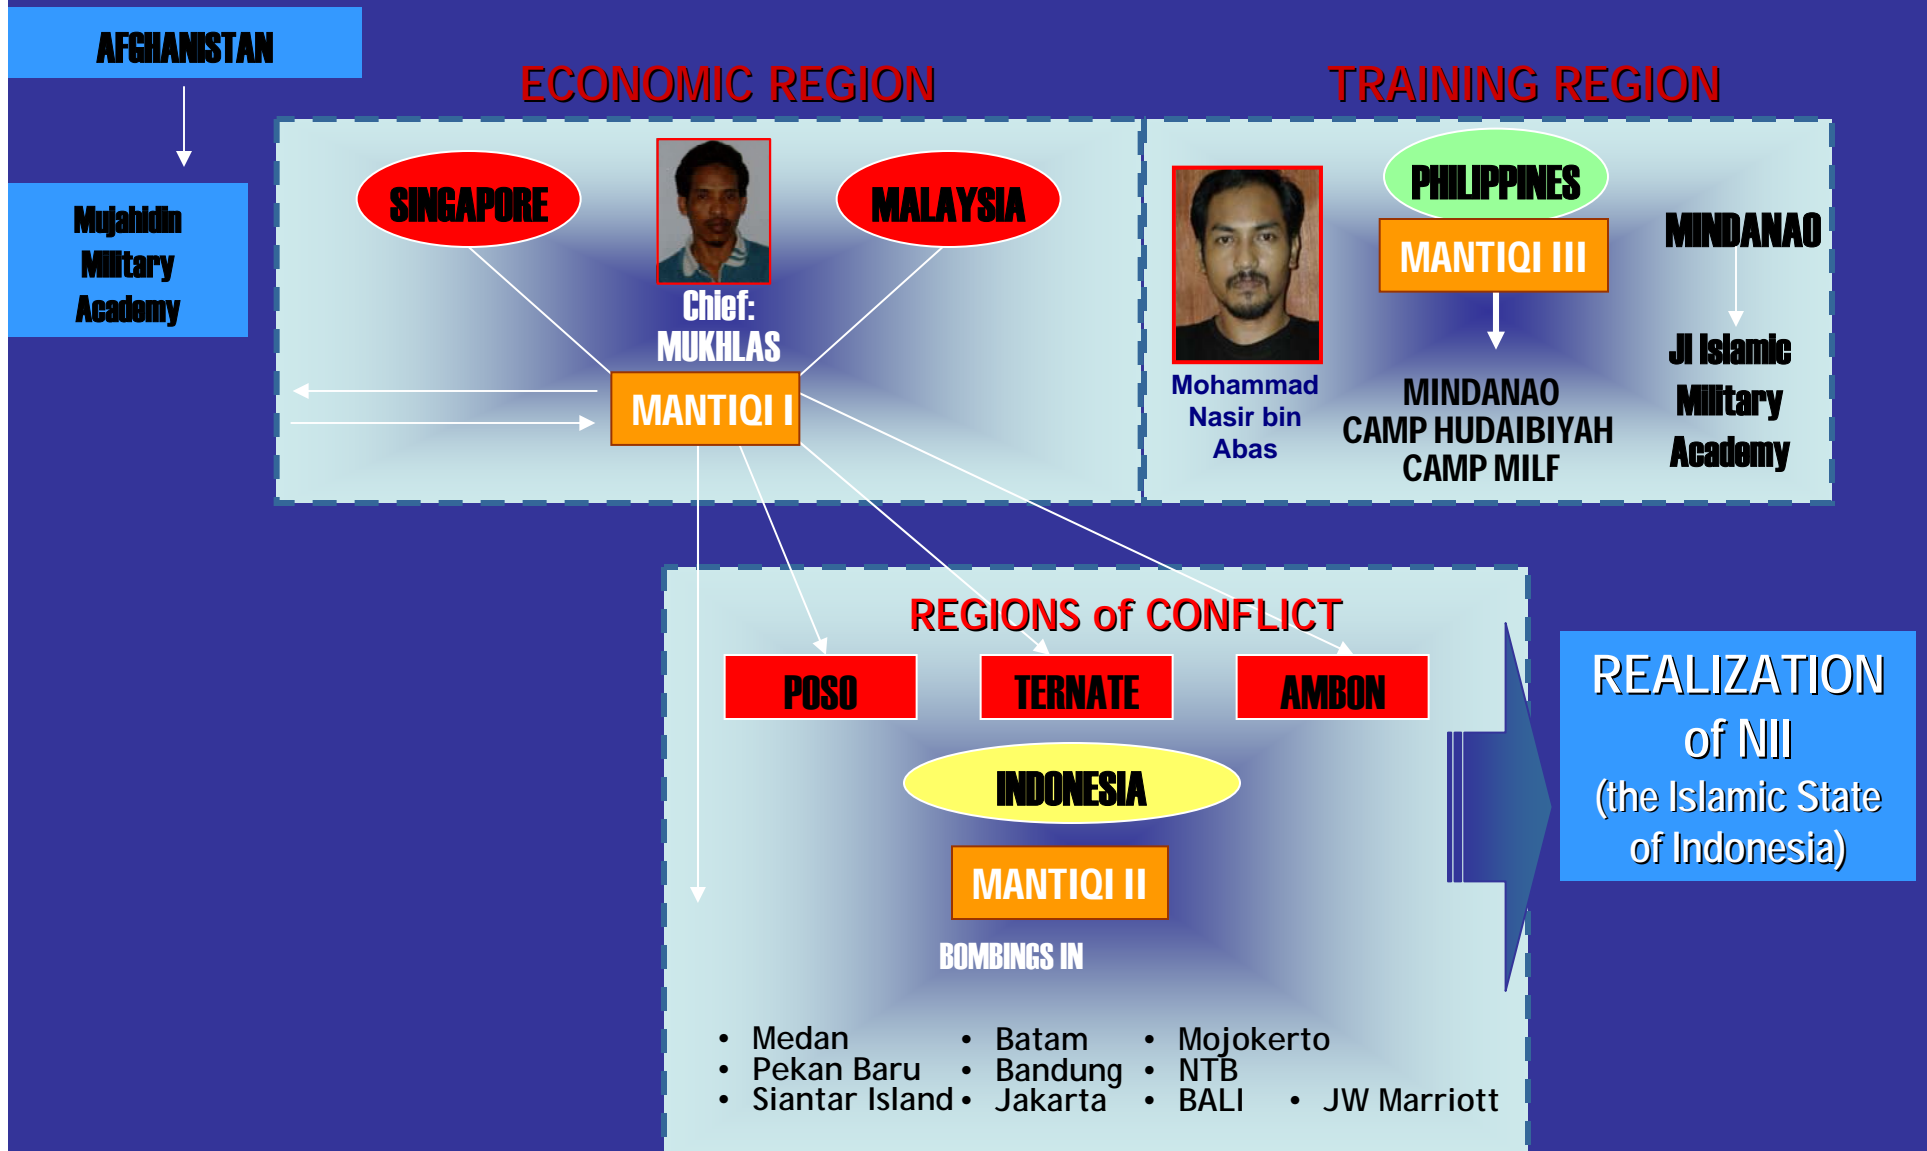 AFGHANISTAN
Mujahidin
Military
Academy
ECONOMIC REGION
SINGAPORE
MALAYSIA
Chief:
MUKHLAS
MANTIQI I
TRAINING REGION
PHILIPPINES
MANTIQI III
Mohammad
Nasir bin
Abas
MINDANAO
CAMP HUDAIBIYAH
CAMP MILF
MINDANAO
JI Islamic
Military
Academy
REGIONS of CONFLICT
POSO
TERNATE
AMBON
INDONESIA
MANTIQI II
BOMBINGS IN
• Medan
• Pekan Baru
• Siantar Island
• Batam
• Bandung
• Jakarta
• Mojokerto
• NTB
• BALI
• JW Marriott
REALIZATION
of NII
(the Islamic State
of Indonesia)